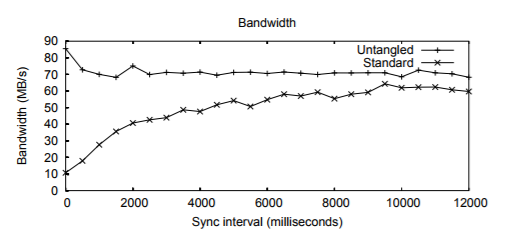 Bandwidth
90
80
70
60
50
40
30
20
10
0
Bandwidth (MB/s)
Untangled
Standard
0 2000 4000 6000 8000 10000 12000
Sync interval (milliseconds)